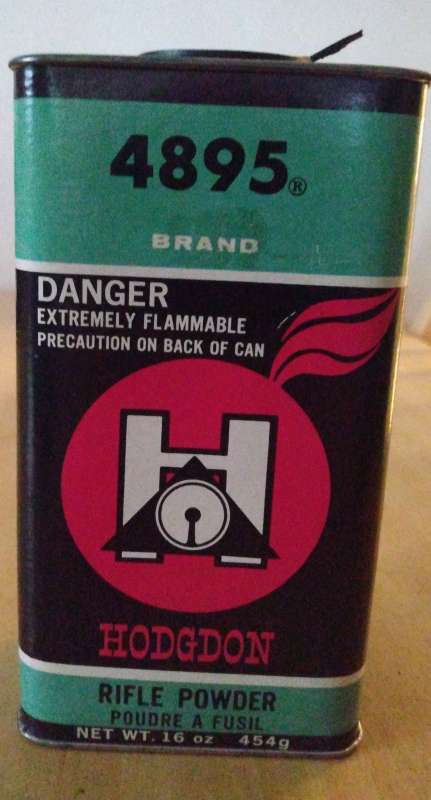 4895®
BRAND
DANGER
EXTREMELY FLAMMABLE
PRECAUTION ON BACK OF CAN
H
HODGDON
RIFLE POWDER
POUDRE A FUSIL
NET WT. 16 oz 454g